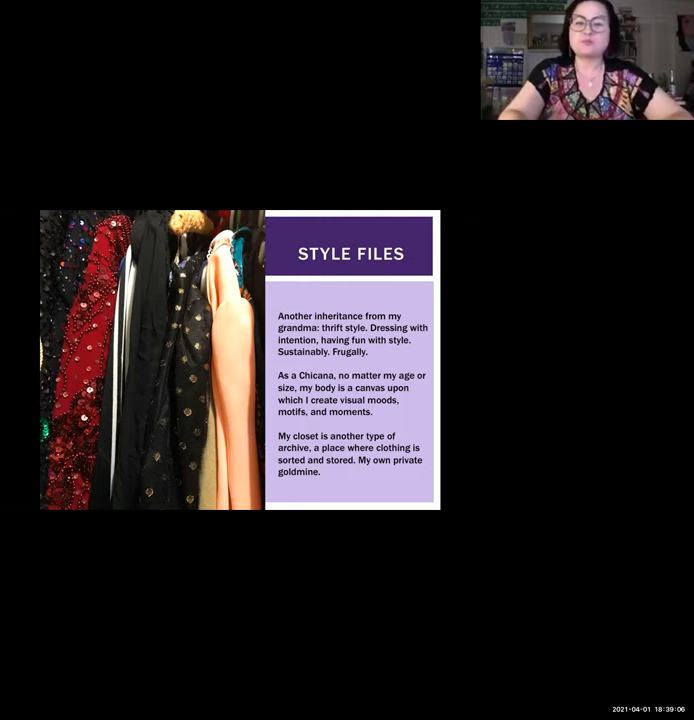 STYLE FILES
Another inheritance from my
grandma: thrift style. Dressing with
intention, having fun with style.
Sustainably. Frugally.
As a Chicana, no matter my age or
size, my body is a canvas upon
which I create visual moods,
motifs, and moments.
My closet is another type of
archive, a place where clothing is
sorted and stored. My own private
goldmine.
2021-04-01 18:39:06